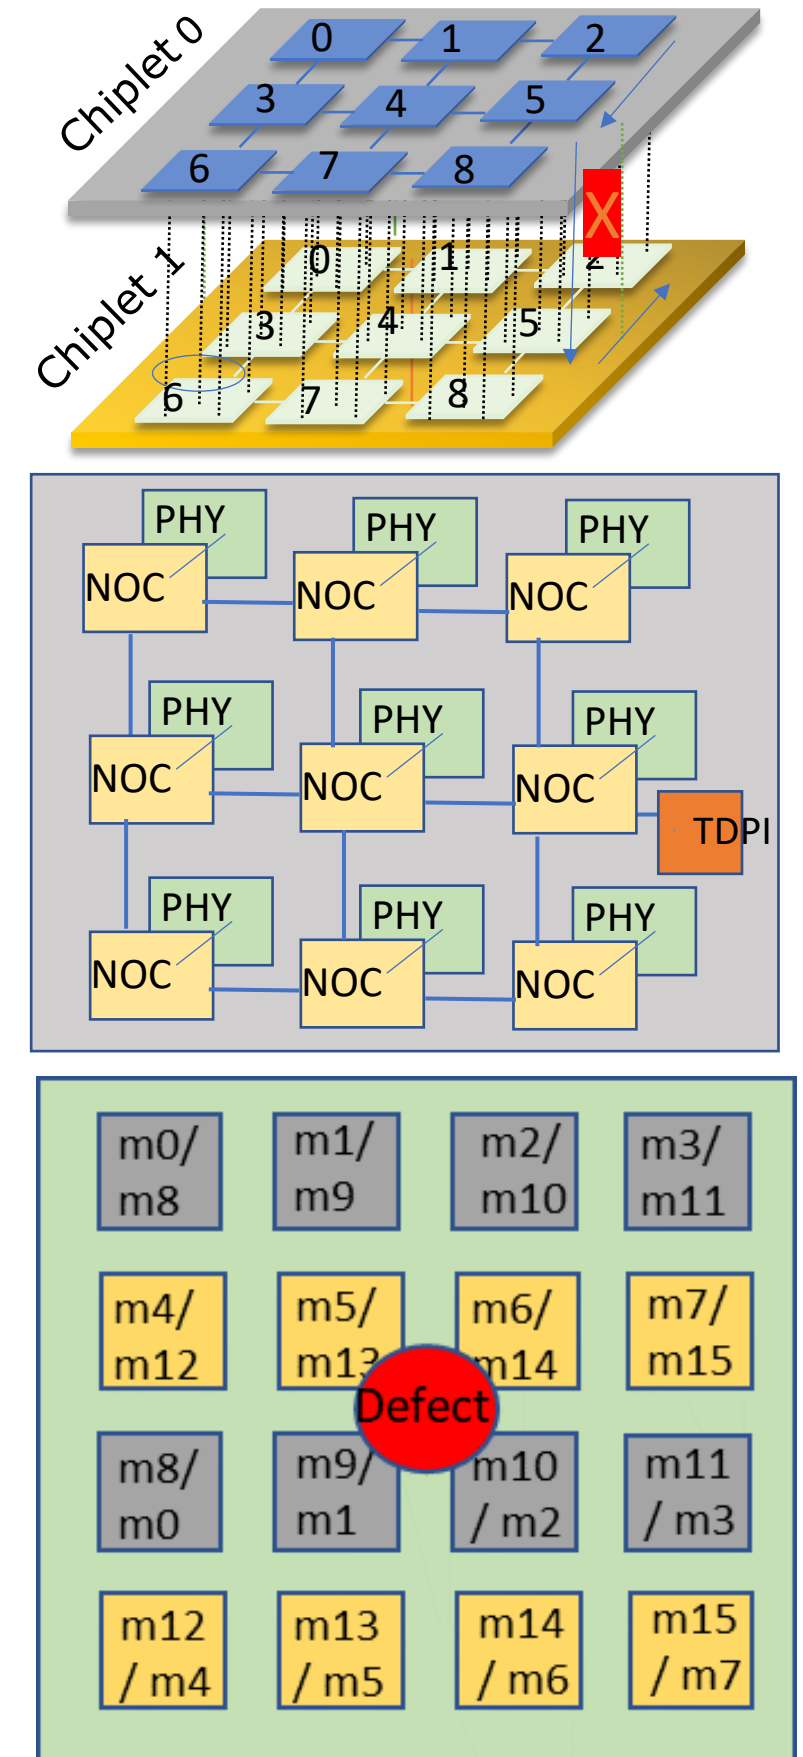 Chiplet 0
0 1 2
3 4 5
6 7 8
X
Chiplet 1
0 1 2
3 4 5
6 7 8
PHY PHY PHY
NOC NOC NOC
PHY PHY PHY
NOC NOC NOC
TDPI
PHY PHY PHY
NOC NOC NOC
m0/ m1/ m2/ m3/
m8 m9 m10 m11
m4/ m5/ m6/ m7/
m12 m13 m14 m15
Defect
m8/ m9/ m10 m11
m0 m1 / m2 / m3
m12 m13 m14 m15
/ m4 / m5 / m6 / m7